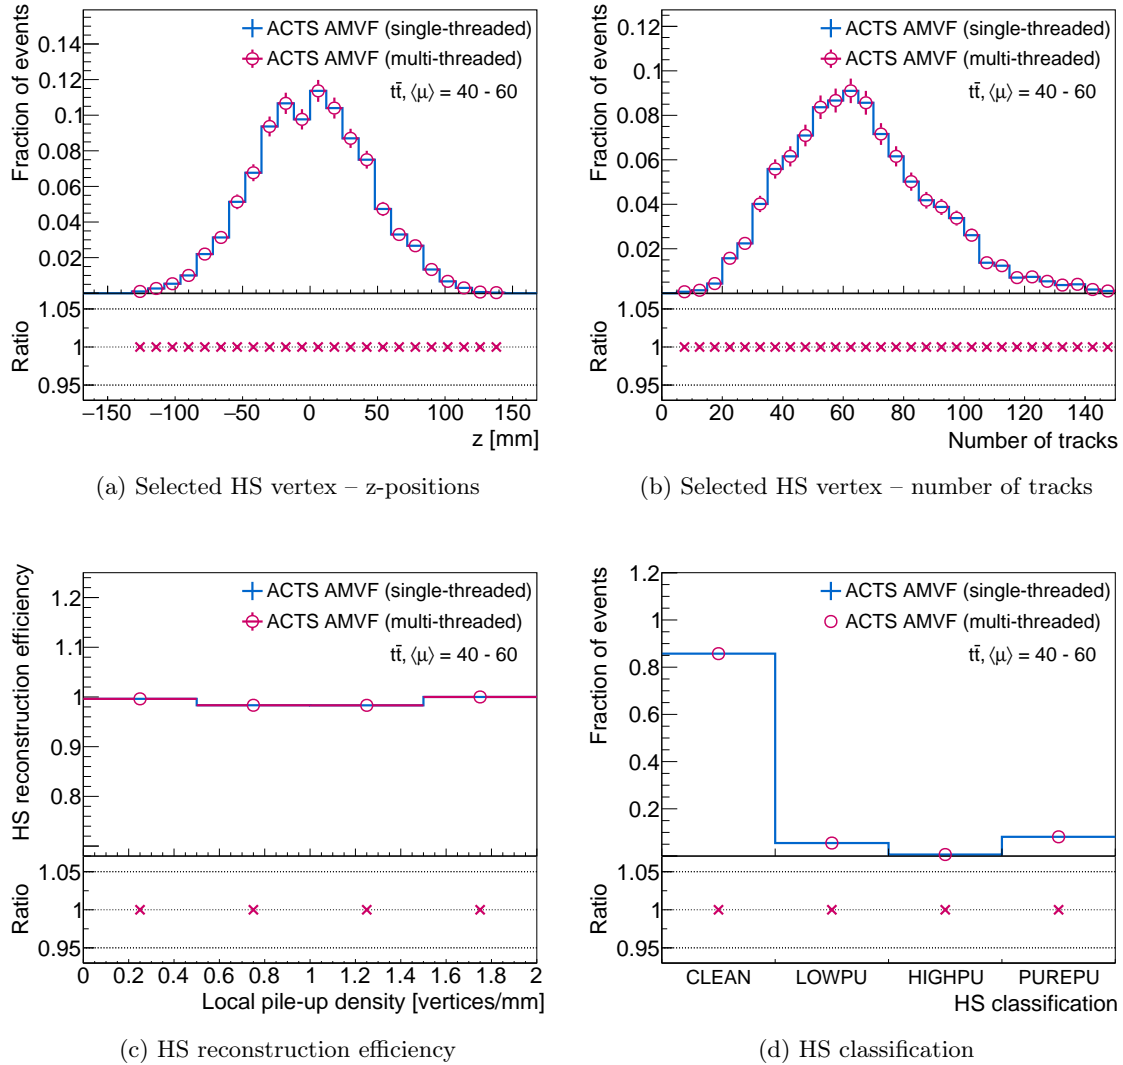 Fraction of events
0.14
0.12
0.1
0.08
0.06
0.04
0.02
ACTS AMVF (single-threaded)
ACTS AMVF (multi-threaded)
tt̄, ⟨μ⟩ = 40 - 60
Ratio
1.05
1
0.95
−150 −100 −50 0 50 100 150
z [mm]
(a) Selected HS vertex – z-positions
Fraction of events
0.12
0.1
0.08
0.06
0.04
0.02
ACTS AMVF (single-threaded)
ACTS AMVF (multi-threaded)
tt̄, ⟨μ⟩ = 40 - 60
Ratio
1.05
1
0.95
0 20 40 60 80 100 120 140
Number of tracks
(b) Selected HS vertex – number of tracks
HS reconstruction efficiency
1.2
1.1
1
0.9
0.8
ACTS AMVF (single-threaded)
ACTS AMVF (multi-threaded)
tt̄, ⟨μ⟩ = 40 - 60
Ratio
1.05
1
0.95
0 0.2 0.4 0.6 0.8 1 1.2 1.4 1.6 1.8 2
Local pile-up density [vertices/mm]
(c) HS reconstruction efficiency
Fraction of events
1.2
1
0.8
0.6
0.4
0.2
ACTS AMVF (single-threaded)
ACTS AMVF (multi-threaded)
tt̄, ⟨μ⟩ = 40 - 60
Ratio
1.05
1
0.95
CLEAN LOWPU HIGHPU PUREPU
HS classification
(d) HS classification